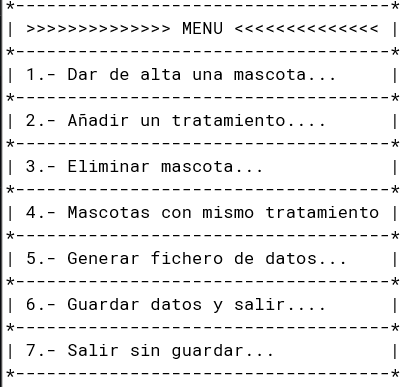 *------------------------------------*
| >>>>>>>>>>>>>> MENU <<<<<<<<<<<<<< |
*------------------------------------*
| 1.- Dar de alta una mascota...     |
*------------------------------------*
| 2.- Añadir un tratamiento....      |
*------------------------------------*
| 3.- Eliminar mascota...            |
*------------------------------------*
| 4.- Mascotas con mismo tratamiento |
*------------------------------------*
| 5.- Generar fichero de datos...    |
*------------------------------------*
| 6.- Guardar datos y salir....      |
*------------------------------------*
| 7.- Salir sin guardar...           |
*------------------------------------*